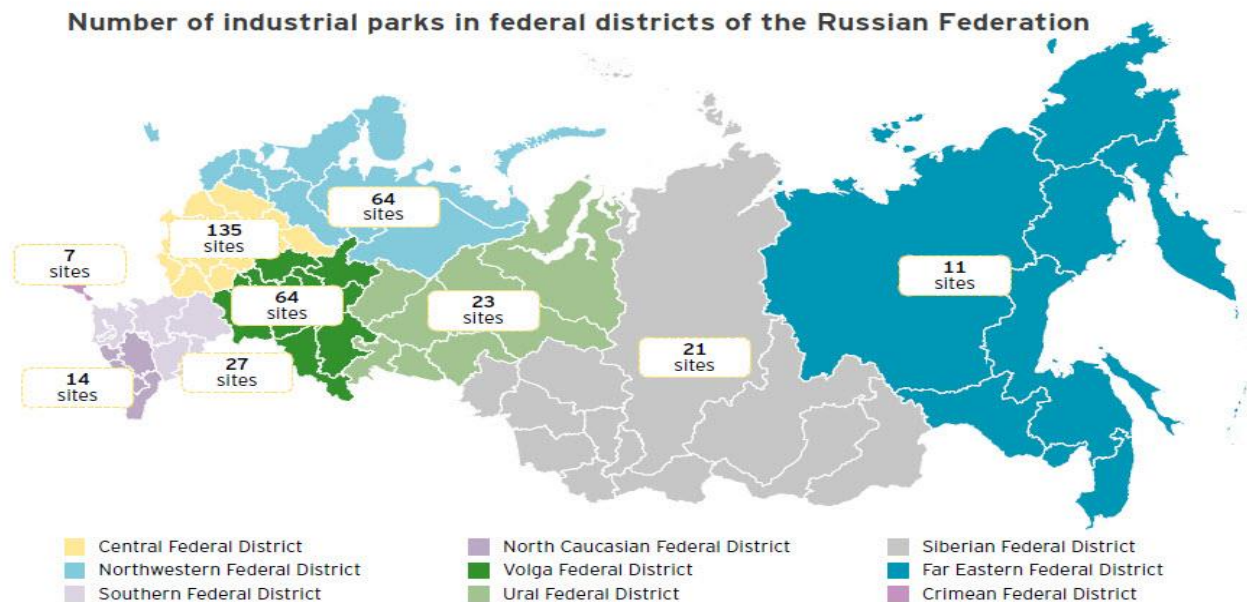 Number of industrial parks in federal districts of the Russian Federation
64
sites
135
sites
7
sites
11
sites
64
sites
23
sites
21
sites
27
sites
14
sites
Central Federal District
Northwestern Federal District
Southern Federal District
North Caucasian Federal District
Volga Federal District
Ural Federal District
Siberian Federal District
Far Eastern Federal District
Crimean Federal District